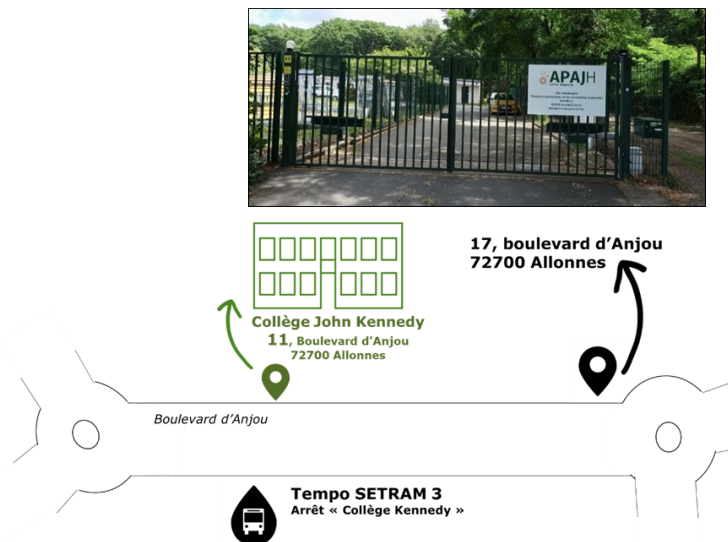 APAJH
17, boulevard d’Anjou
72700 Allonnes
Collège John Kennedy
11, Boulevard d’Anjou
72700 Allonnes
Boulevard d’Anjou
Tempo SETRAM 3
Arrêt « Collège Kennedy »